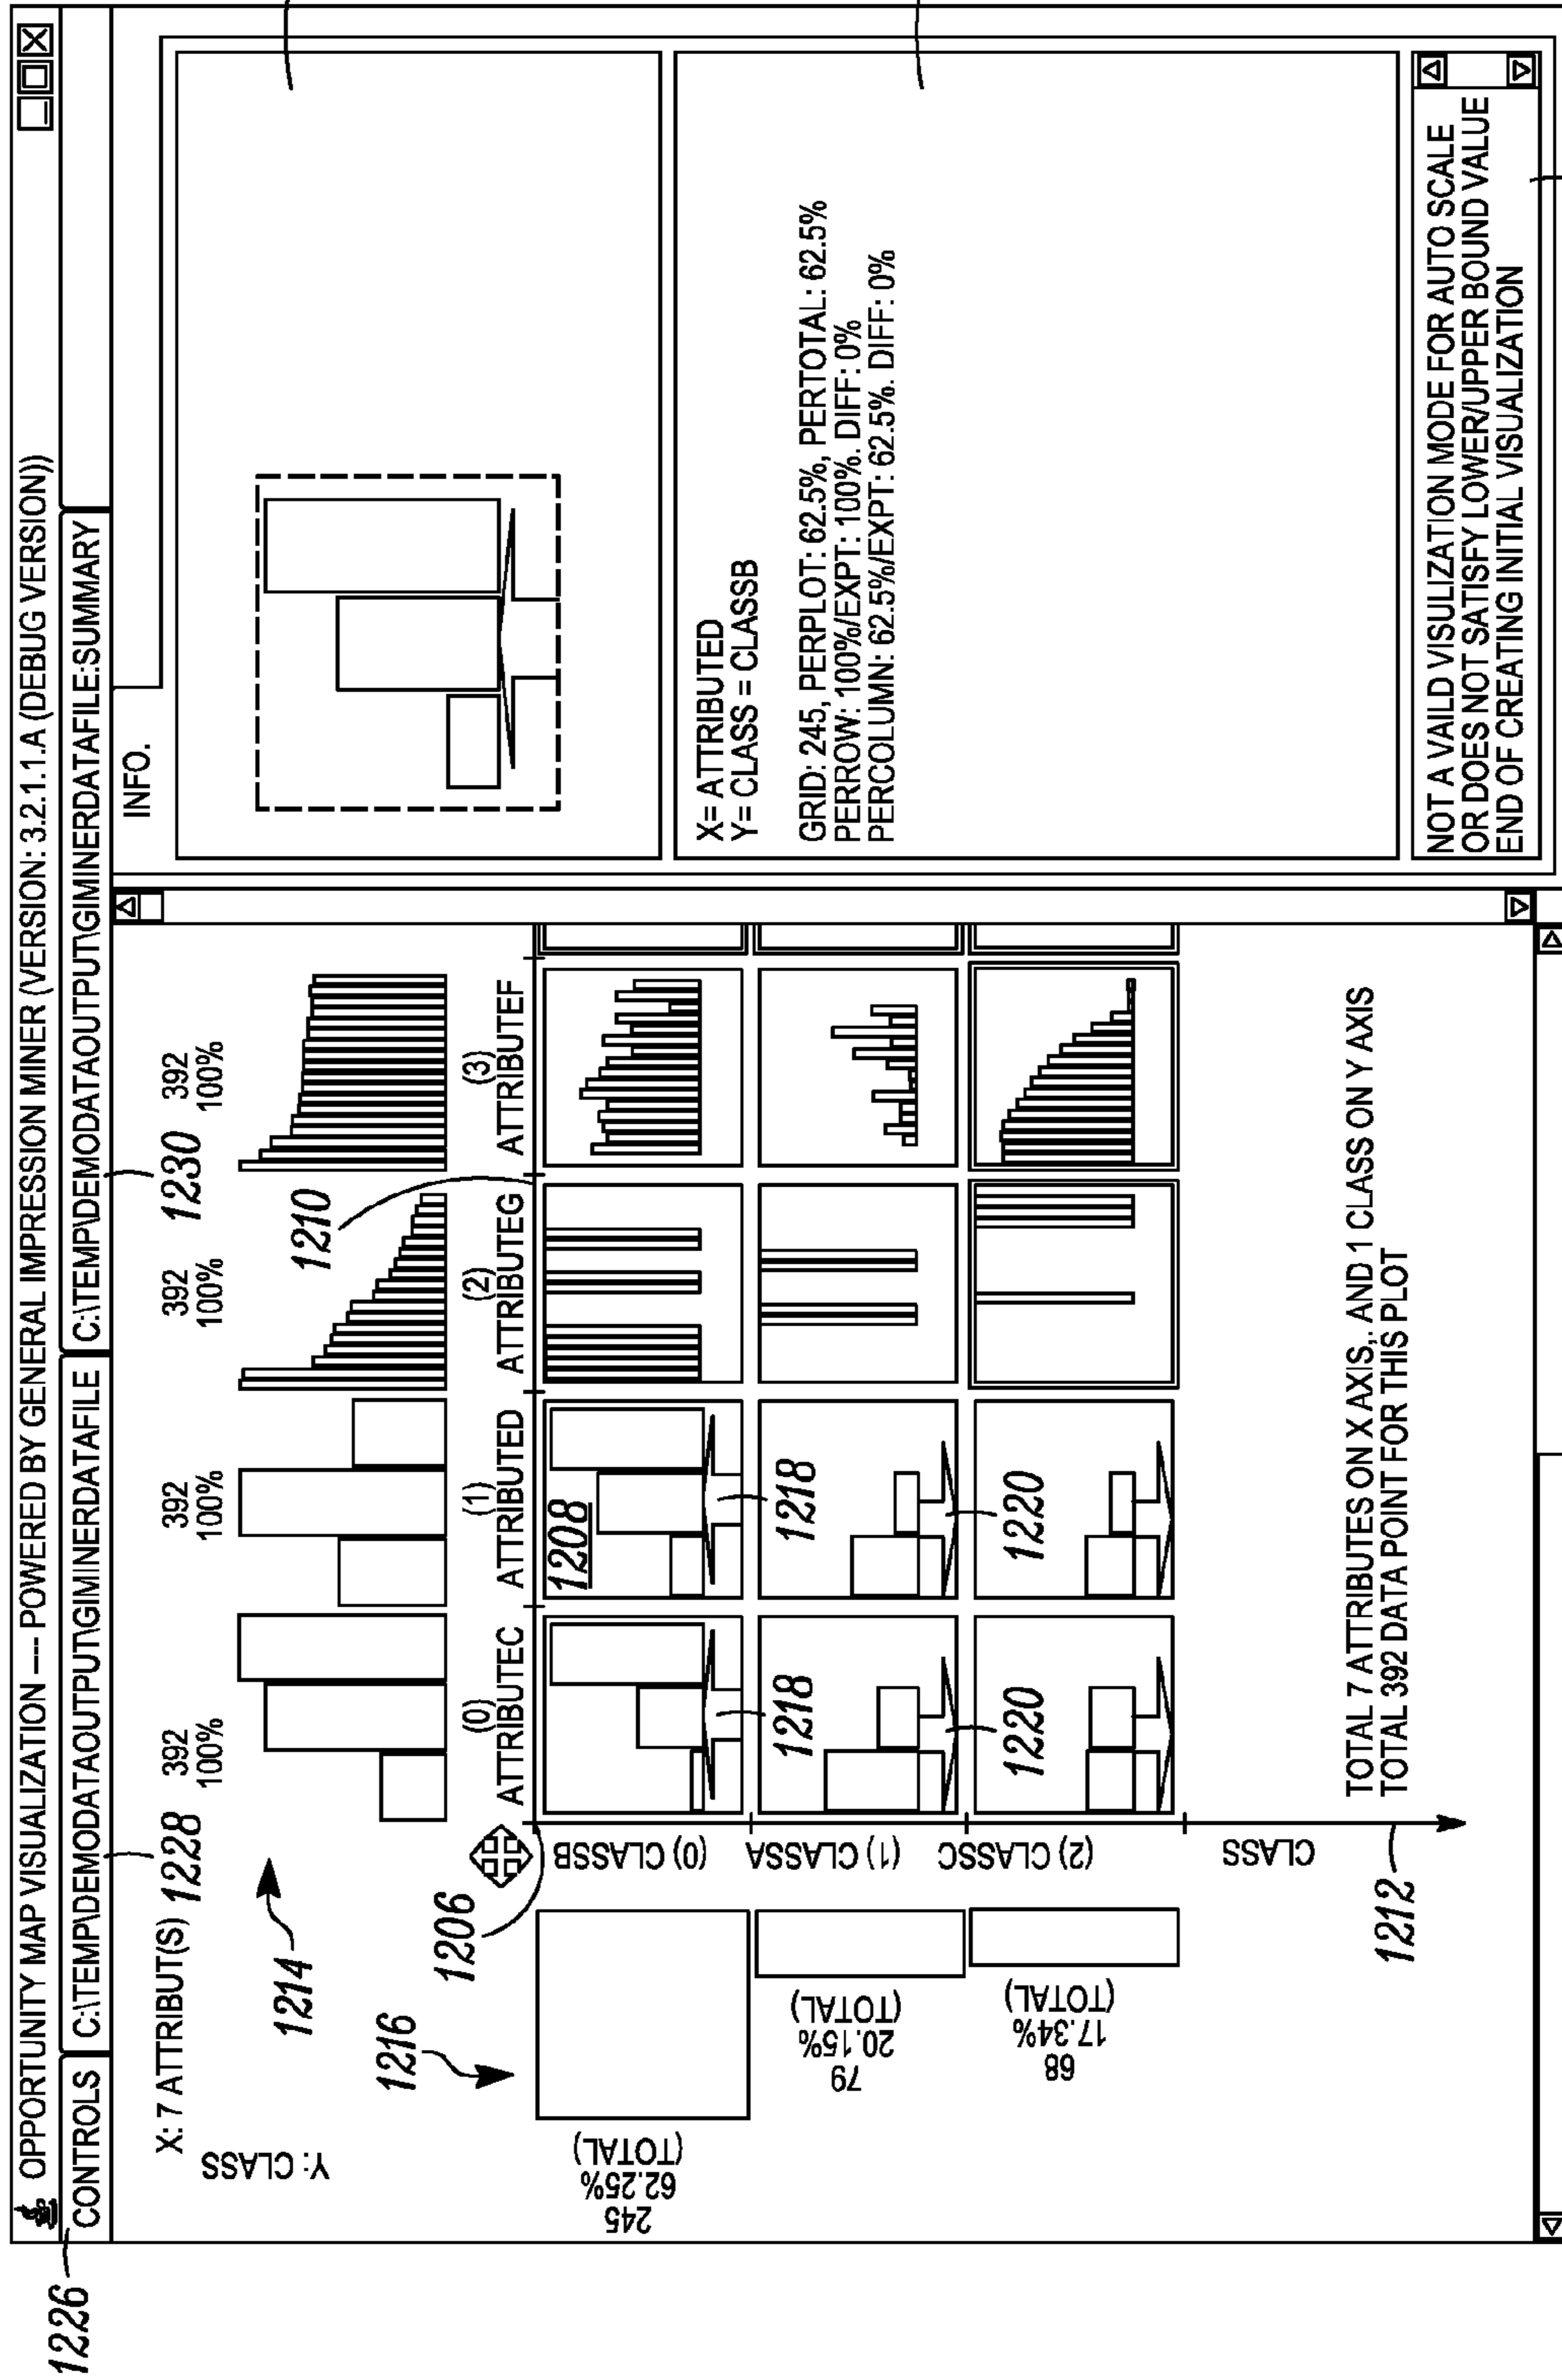 OPPORTUNITY MAP VISUALIZATION --- POWERED BY GENERAL IMPRESSION MINER (VERSION: 3.2.1.1.A (DEBUG VERSION))
1226
CONTROLS
C:\TEMP\DEMODATAOUTPUT\GIMINERDATAFILE
C:\TEMP\DEMODATAOUTPUT\GIMINERDATAFILE:SUMMARY
X: 7 ATTRIBUT(S)
1228
1230
Y: CLASS
1214
392
100%
392
100%
392
100%
392
100%
1210
1206
1216
(0)
ATTRIBUTEC
(1)
ATTRIBUTED
(2)
ATTRIBUTEG
(3)
ATTRIBUTEF
245
62.25%
(TOTAL)
(0) CLASSB
1208
1218
1218
79
20.15%
(TOTAL)
(1) CLASSA
1220
1220
68
17.34%
(TOTAL)
(2) CLASSC
CLASS
1212
TOTAL 7 ATTRIBUTES ON X AXIS,. AND 1 CLASS ON Y AXIS
TOTAL 392 DATA POINT FOR THIS PLOT
INFO.
X= ATTRIBUTED
Y= CLASS = CLASSB
GRID: 245, PERPLOT: 62.5%, PERTOTAL: 62.5%
PERROW: 100%/EXPT: 100%. DIFF: 0%
PERCOLUMN: 62.5%/EXPT: 62.5%. DIFF: 0%
NOT A VAILD VISULIZATION MODE FOR AUTO SCALE
OR DOES NOT SATISFY LOWER/UPPER BOUND VALUE
END OF CREATING INITIAL VISUALIZATION